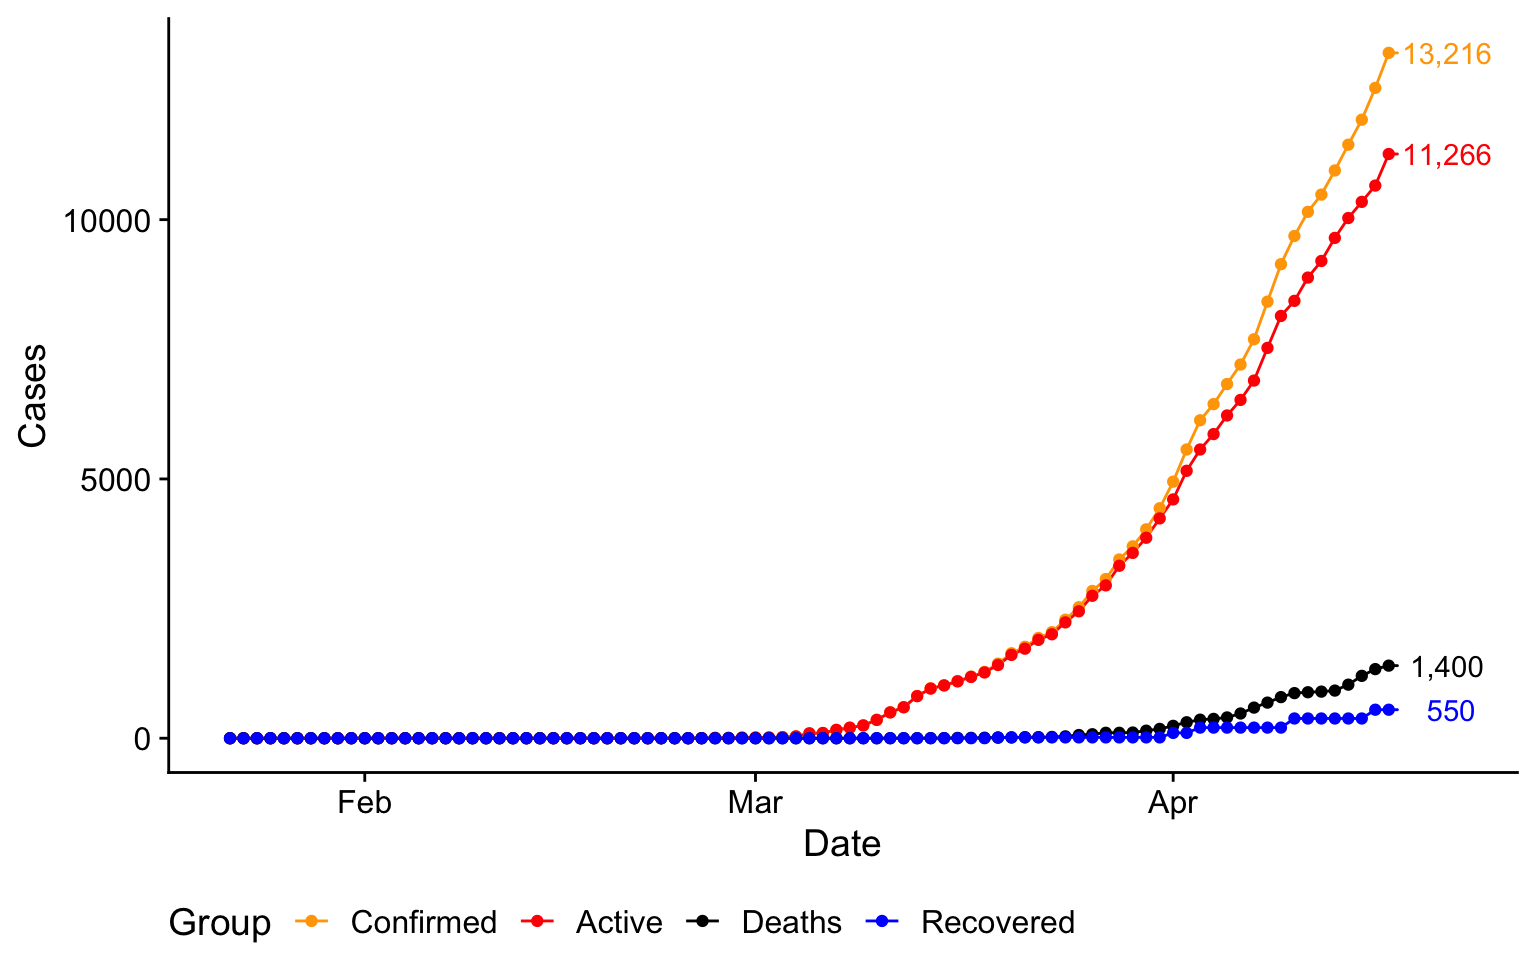 13,216
11,266
10000
Cases
5000
1,400
550
0
Feb Mar Apr
Date
Group Confirmed Active Deaths Recovered